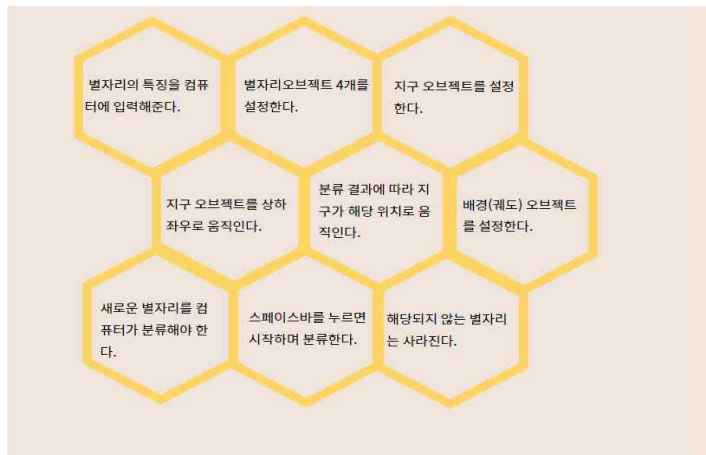 별자리의 특징을 컴퓨
터에 입력해준다.
별자리오브젝트 4개를
설정한다.
지구 오브젝트를 설정
한다.
지구 오브젝트를 상하
좌우로 움직인다.
분류 결과에 따라 지
구가 해당 위치로 움
직인다.
배경(궤도) 오브젝트
를 설정한다.
새로운 별자리를 컴
퓨터가 분류해야 한
다.
스페이스바를 누르면
시작하며 분류한다.
해당되지 않는 별자리
는 사라진다.